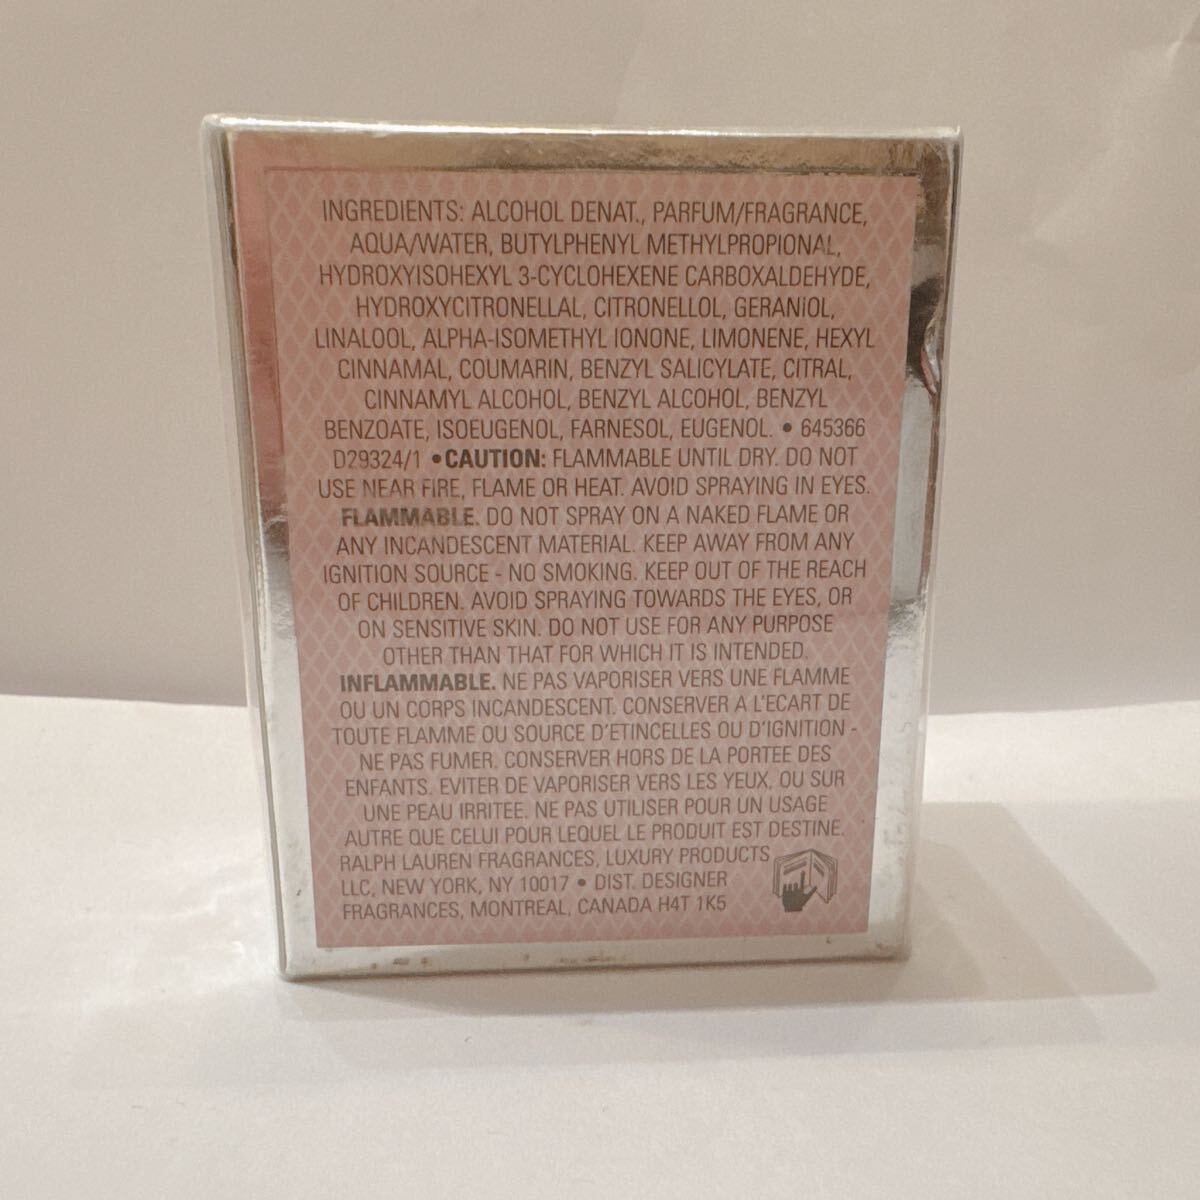 INGREDIENTS: ALCOHOL DENAT., PARFUM/FRAGRANCE,
AQUA/WATER, BUTYLPHENYL METHYLPROPIONAL,
HYDROXYISOHEXYL 3-CYCLOHEXENE CARBOXALDEHYDE,
HYDROXYCITRONELLAL, CITRONELLOL, GERANIOL,
LINALOOL, ALPHA-ISOMETHYL IONONE, LIMONENE, HEXYL
CINNAMAL, COUMARIN, BENZYL SALICYLATE, CITRAL,
CINNAMYL ALCOHOL, BENZYL ALCOHOL, BENZYL
BENZOATE, ISOEUGENOL, FARNESOL, EUGENOL. • 645366
D29324/1 • CAUTION: FLAMMABLE UNTIL DRY. DO NOT
USE NEAR FIRE, FLAME OR HEAT. AVOID SPRAYING IN EYES.
FLAMMABLE. DO NOT SPRAY ON A NAKED FLAME OR
ANY INCANDESCENT MATERIAL. KEEP AWAY FROM ANY
IGNITION SOURCE - NO SMOKING. KEEP OUT OF THE REACH
OF CHILDREN. AVOID SPRAYING TOWARDS THE EYES, OR
ON SENSITIVE SKIN. DO NOT USE FOR ANY PURPOSE
OTHER THAN THAT FOR WHICH IT IS INTENDED.
INFLAMMABLE. NE PAS VAPORISER VERS UNE FLAMME
OU UN CORPS INCANDESCENT. CONSERVER A L'ECART DE
TOUTE FLAMME OU SOURCE D'ETINCELLES OU D'IGNITION -
NE PAS FUMER. CONSERVER HORS DE LA PORTEE DES
ENFANTS. EVITER DE VAPORISER VERS LES YEUX, OU SUR
UNE PEAU IRRITEE. NE PAS UTILISER POUR UN USAGE
AUTRE QUE CELUI POUR LEQUEL LE PRODUIT EST DESTINE.
RALPH LAUREN FRAGRANCES, LUXURY PRODUCTS
LLC, NEW YORK, NY 10017 • DIST. DESIGNER
FRAGRANCES, MONTREAL, CANADA H4T 1K5